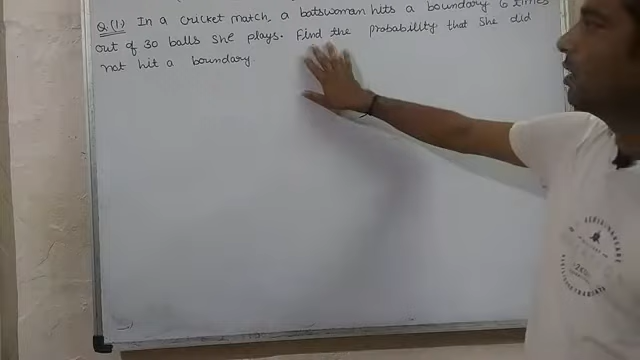 Q.(1) In a cricket match a batswoman hits a boundary 6 times
out of 30 balls She plays. Find the probability that She did
not hit a boundary.